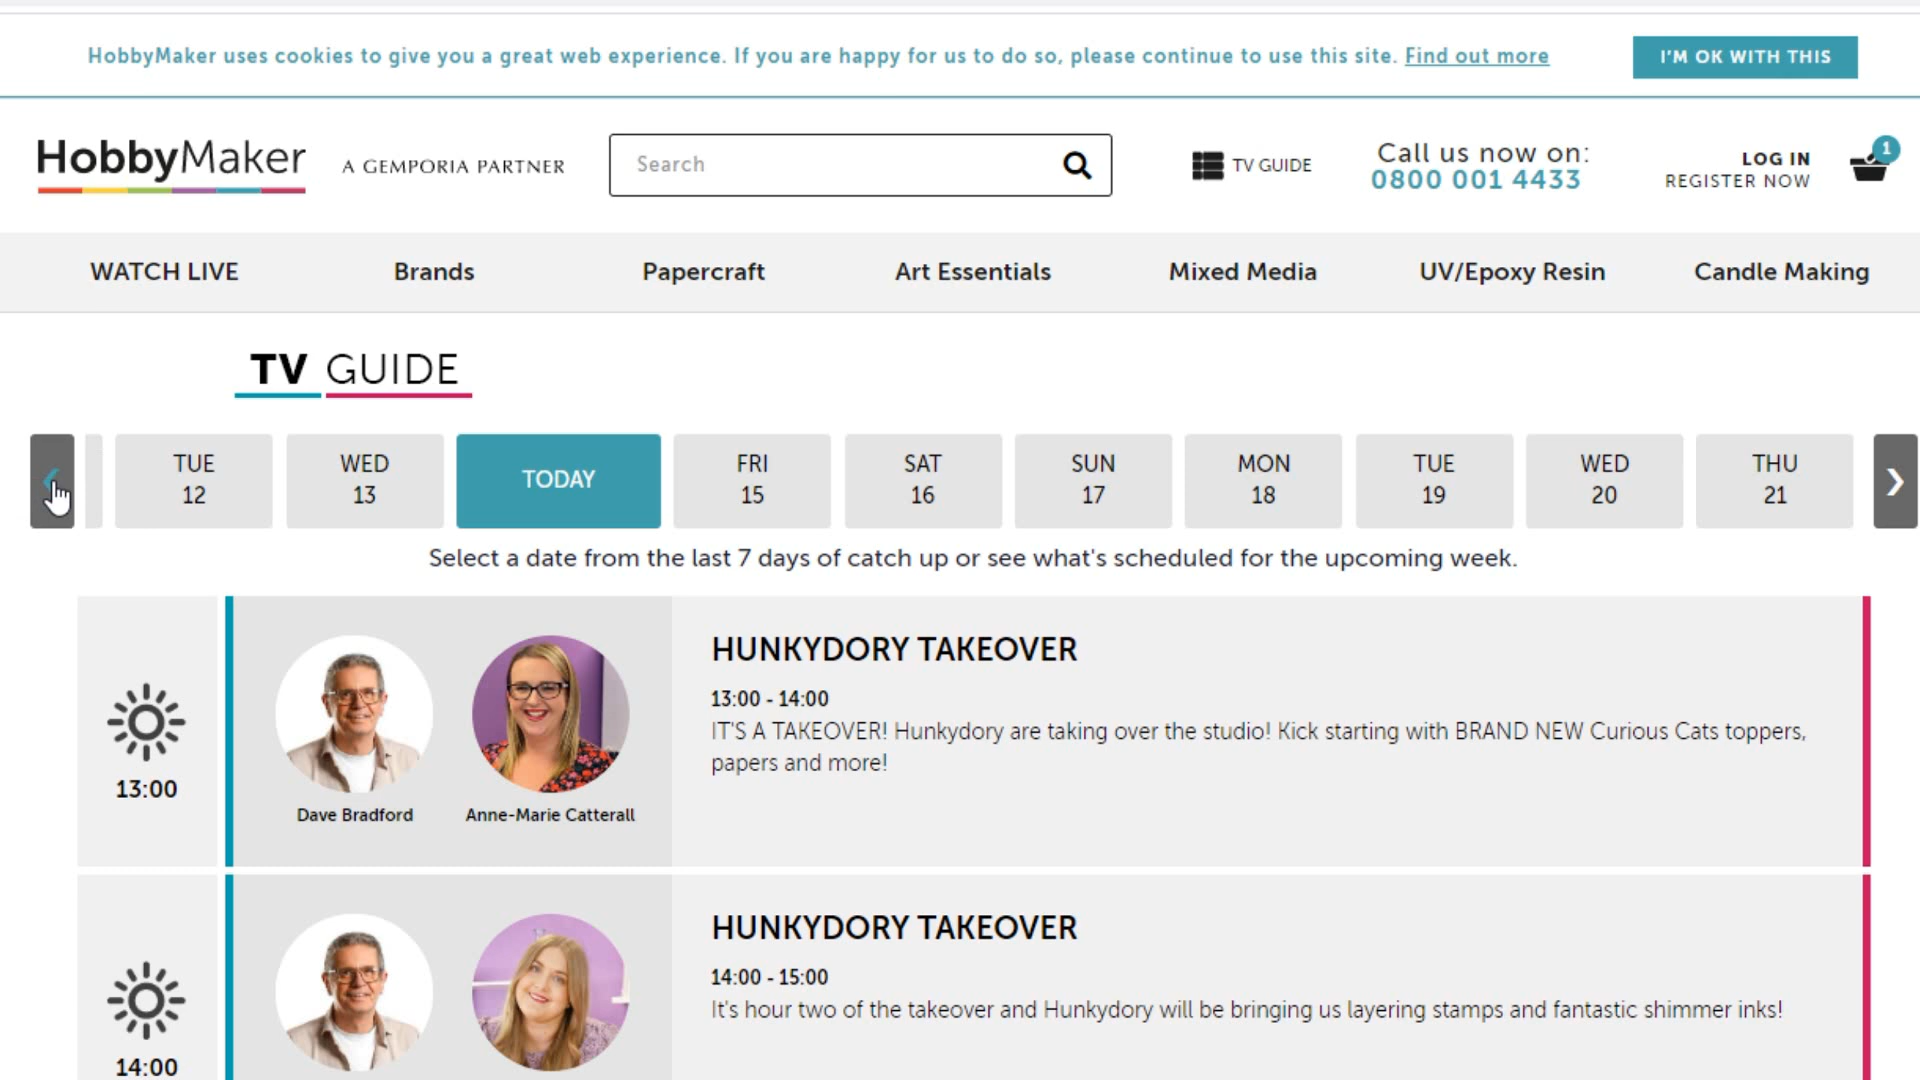 HobbyMaker uses cookies to give you a great web experience. If you are happy for us to do so, please continue to use this site. Find out more
I'M OK WITH THIS
HobbyMaker
A GEMPORIA PARTNER
Search
TV GUIDE
Call us now on:
0800 001 4433
LOG IN
REGISTER NOW
1
WATCH LIVE
Brands
Papercraft
Art Essentials
Mixed Media
UV/Epoxy Resin
Candle Making
TV GUIDE
TUE
12
WED
13
TODAY
FRI
15
SAT
16
SUN
17
MON
18
TUE
19
WED
20
THU
21
Select a date from the last 7 days of catch up or see what's scheduled for the upcoming week.
13:00
Dave Bradford
Anne-Marie Catterall
HUNKYDORY TAKEOVER
13:00 - 14:00
IT'S A TAKEOVER! Hunkydory are taking over the studio! Kick starting with BRAND NEW Curious Cats toppers,
papers and more!
14:00
HUNKYDORY TAKEOVER
14:00 - 15:00
It's hour two of the takeover and Hunkydory will be bringing us layering stamps and fantastic shimmer inks!